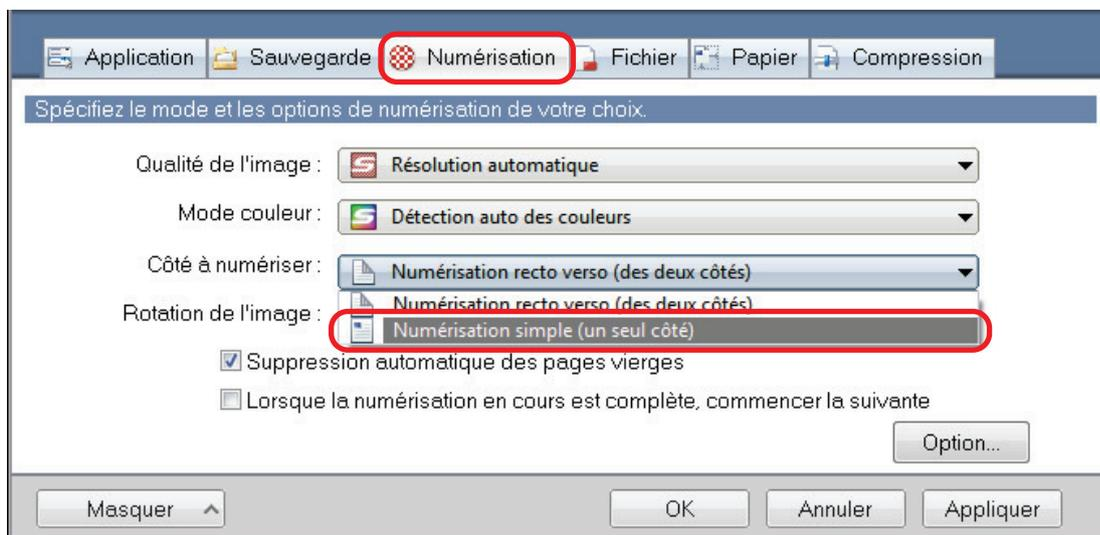 Application Sauvegarde Numérisation Fichier Papier Compression
Spécifiez le mode et les options de numérisation de votre choix.
Qualité de l'image : Résolution automatique
Mode couleur : Détection auto des couleurs
Côté à numériser : Numérisation recto verso (des deux côtés)
Numérisation recto verso (des deux côtés)
Rotation de l'image :
Numérisation simple (un seul côté)
Suppression automatique des pages vierges
Lorsque la numérisation en cours est complète, commencer la suivante
Option...
Masquer OK Annuler Appliquer